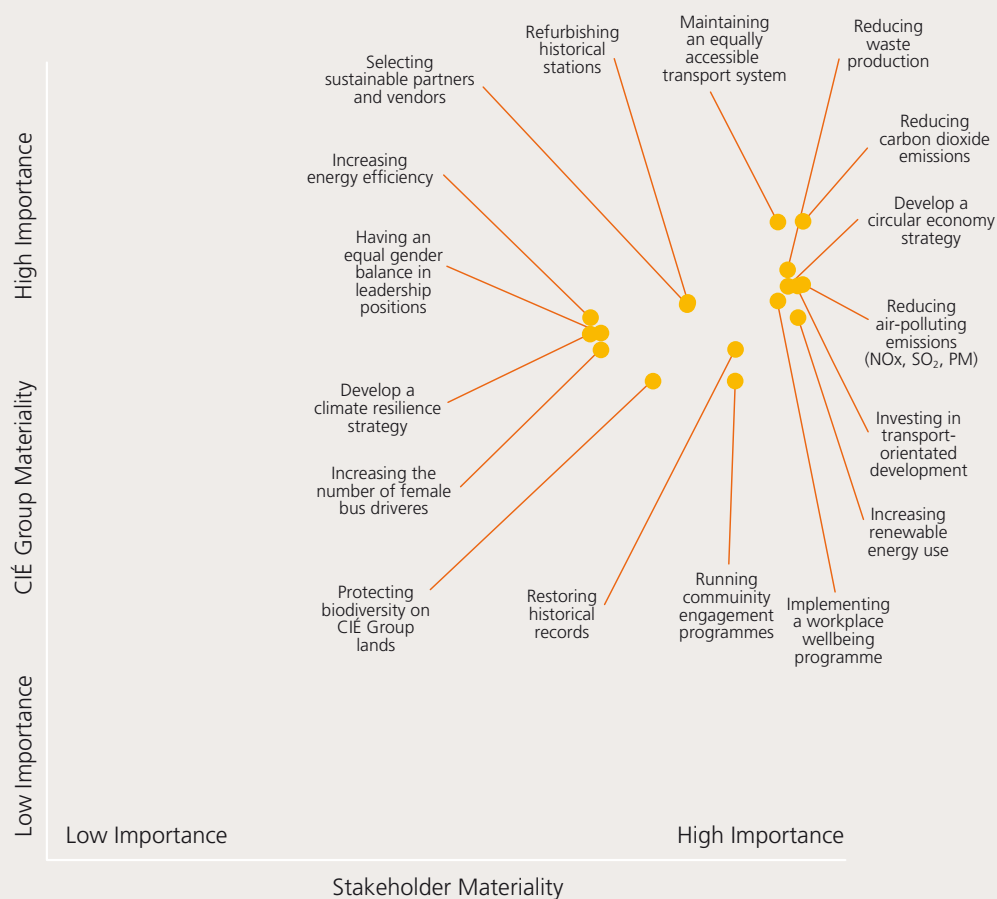 Refurbishing
historical
stations
Maintaining
an equally
accessible
transport system
Reducing
waste
production
Selecting
sustainable partners
and vendors
Reducing
carbon dioxide
emissions
Increasing
energy efficiency
Develop a
circular economy
strategy
Having an
equal gender
balance in
leadership
positions
Reducing
air-polluting
emissions
(NOx, SO₂, PM)
Develop a
climate resilience
strategy
Investing in
transport-
orientated
development
Increasing the
number of female
bus driveres
Increasing
renewable
energy use
Protecting
biodiversity on
CIÉ Group
lands
Restoring
historical
records
Running
commuinity
engagement
programmes
Implementing
a workplace
wellbeing
programme
High Importance
CIÉ Group Materiality
Low Importance
Low Importance
High Importance
Stakeholder Materiality